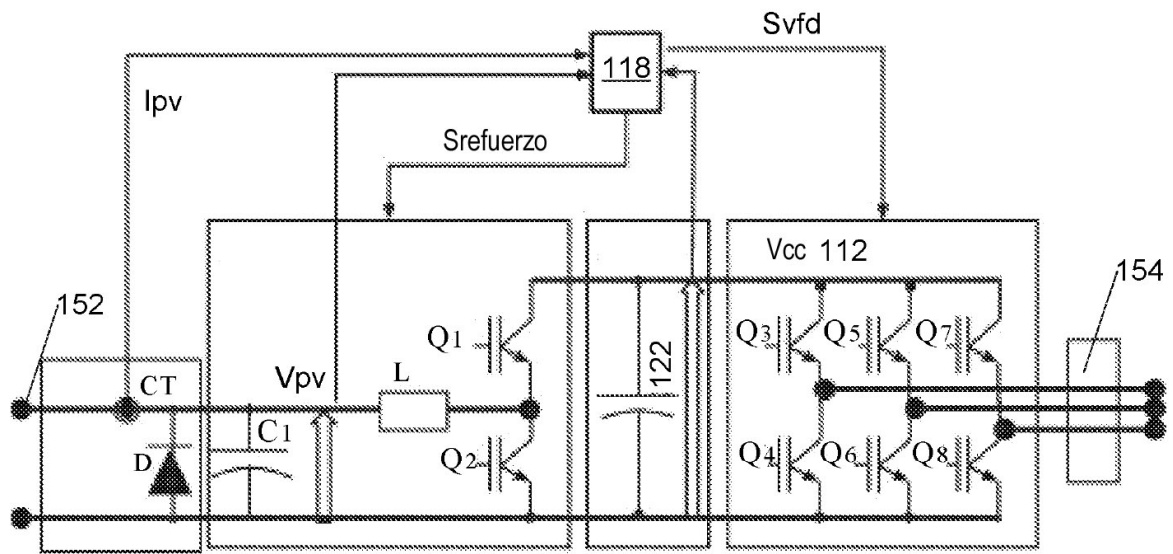 Svfd
118
Ipv
Srefuerzo
Vcc 112
152
154
Q1
Q3
Q5
Q7
122
CT
Vpv
L
C1
D
Q2
Q4
Q6
Q8